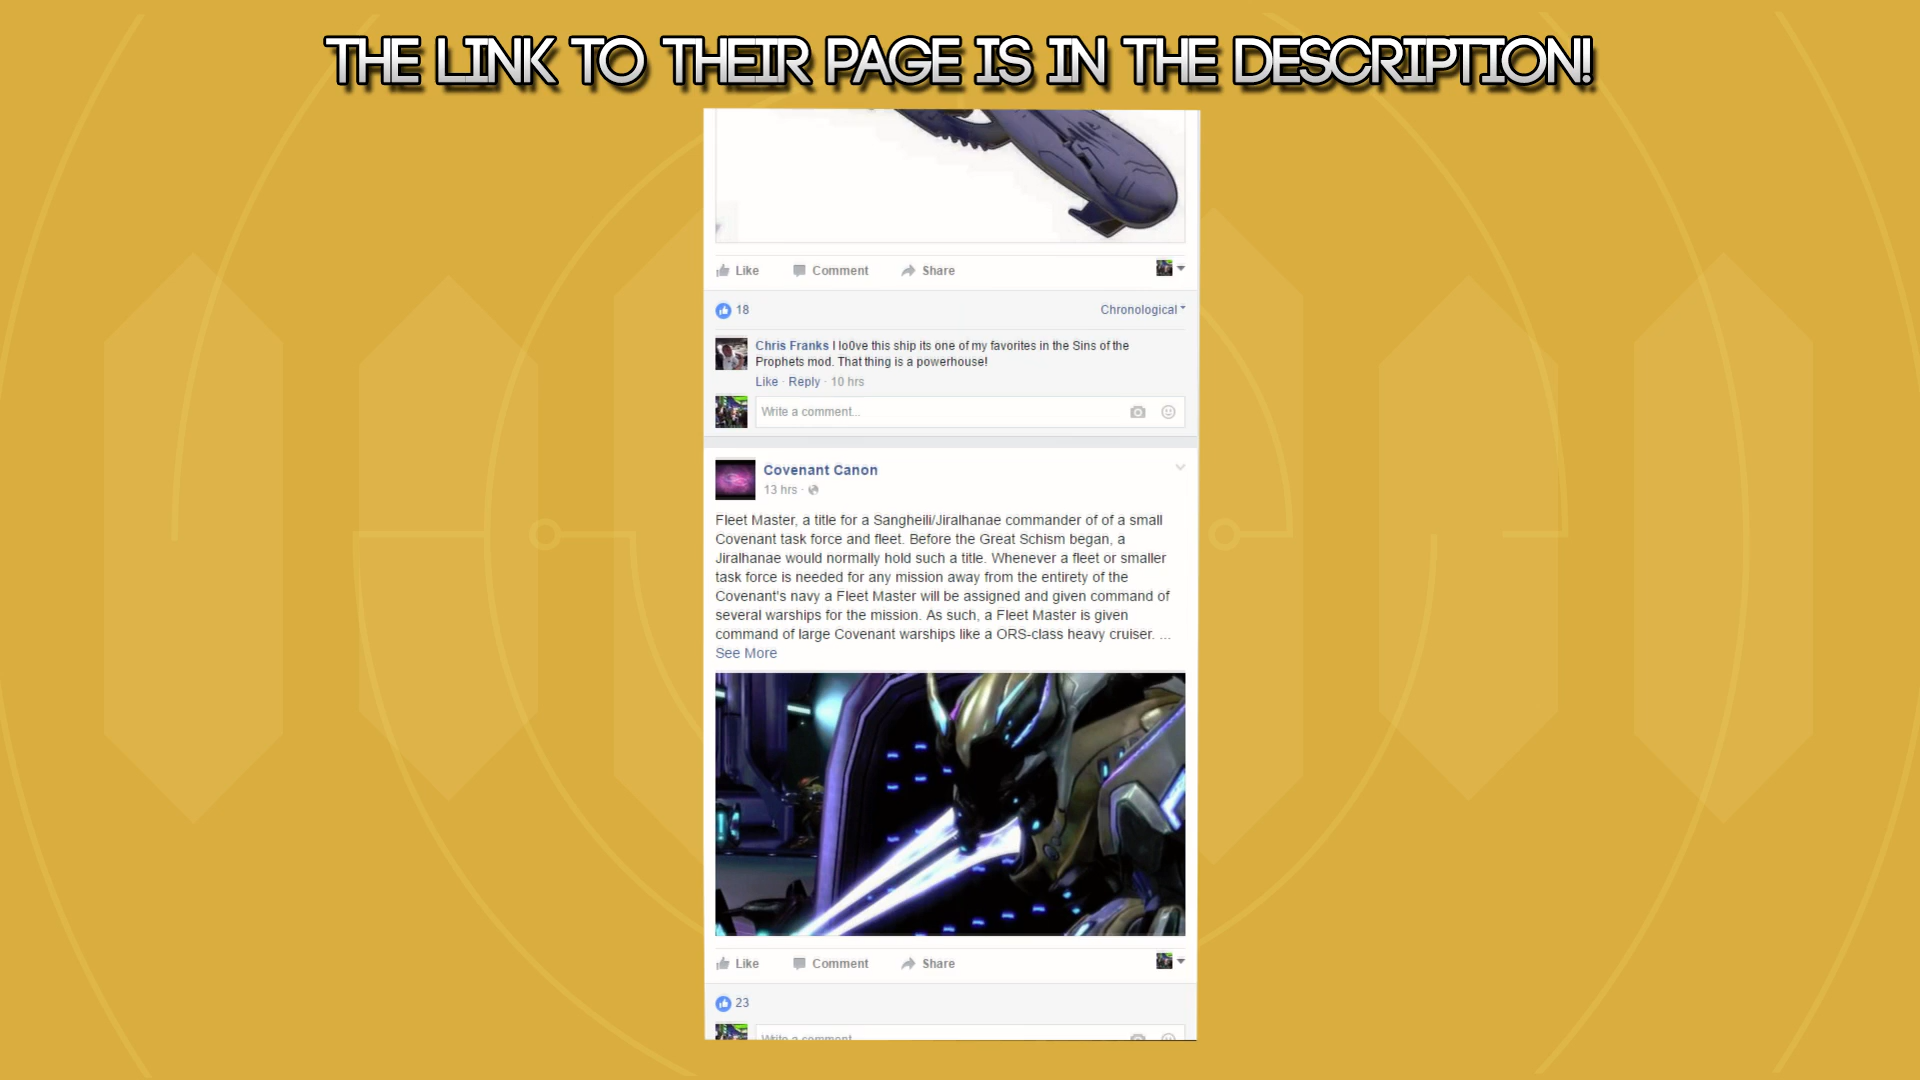 THE LINK TO THEIR PAGE IS IN THE DESCRIPTION!
Like Comment Share
18 Chronological
Chris Franks I lo0ve this ship its one of my favorites in the Sins of the
Prophets mod. That thing is a powerhouse!
Like · Reply · 10 hrs
Write a comment...
Covenant Canon
13 hrs ·
Fleet Master, a title for a Sangheili/Jiralhanae commander of of a small
Covenant task force and fleet. Before the Great Schism began, a
Jiralhanae would normally hold such a title. Whenever a fleet or smaller
task force is needed for any mission away from the entirety of the
Covenant's navy a Fleet Master will be assigned and given command of
several warships for the mission. As such, a Fleet Master is given
command of large Covenant warships like a ORS-class heavy cruiser. ...
See More
Like Comment Share
23
Write a comment...